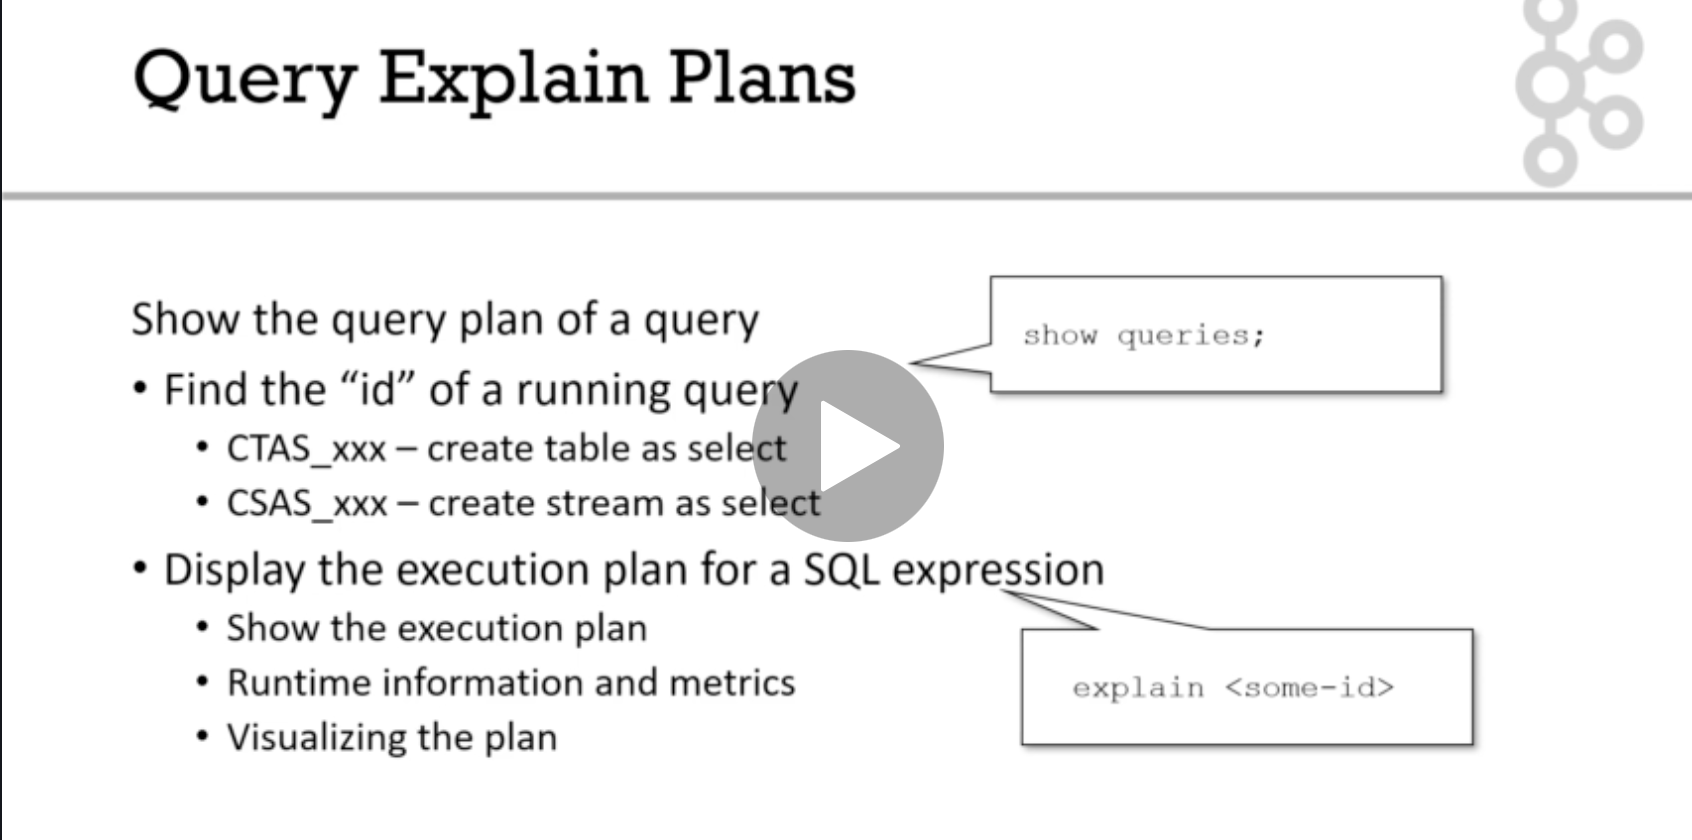 Query Explain Plans
Show the query plan of a query
• Find the “id” of a running query
show queries;
• CTAS_xxx – create table as select
• CSAS_xxx – create stream as select
• Display the execution plan for a SQL expression
• Show the execution plan
explain <some-id>
• Runtime information and metrics
• Visualizing the plan